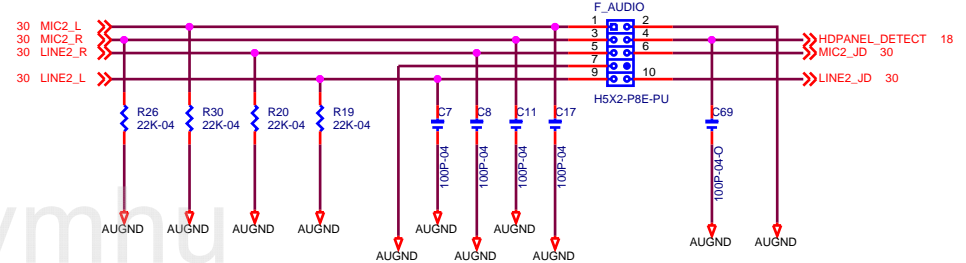 F_AUDIO
30 MIC2_L 1 2
30 MIC2_R 3 4 HDPANEL_DETECT 18
30 LINE2_R 5 6 MIC2_JD 30
7
30 LINE2_L 9 10 LINE2_JD 30
H5X2-P8E-PU
R26 R30 R20 R19 C7 C8 C11 C17 C69
22K-04 22K-04 22K-04 22K-04
100P-04 100P-04 100P-04 100P-04 100P-04-O
AUGND AUGND AUGND AUGND AUGND AUGND
AUGND AUGND AUGND
AUGND AUGND
ymhu